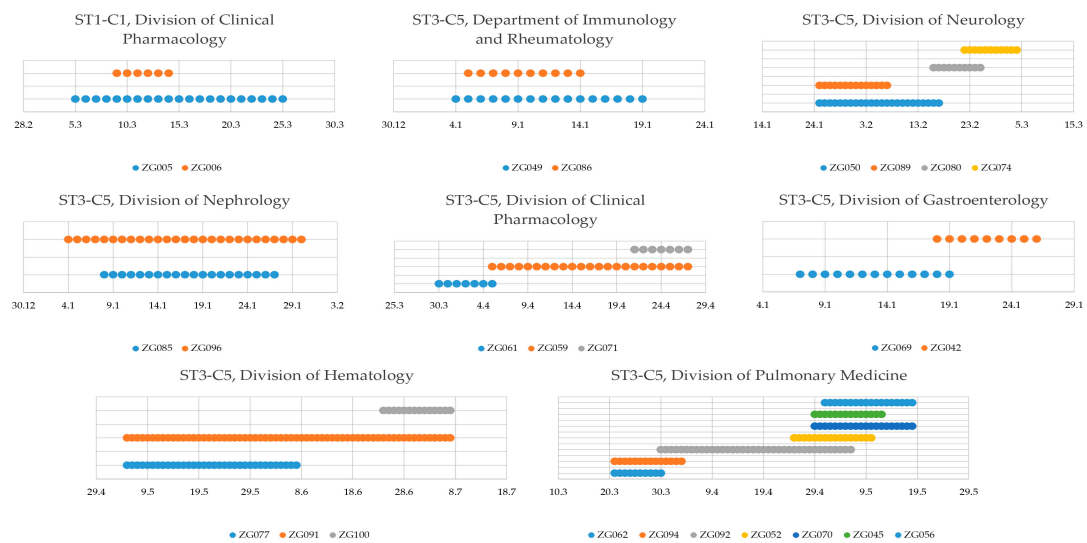 ST1-C1, Division of Clinical
Pharmacology
28.2 5.3 10.3 15.3 20.3 25.3 30.3
ZG005 ZG006
ST3-C5, Department of Immunology
and Rheumatology
30.12 4.1 9.1 14.1 19.1 24.1
ZG049 ZG086
ST3-C5, Division of Neurology
14.1 24.1 3.2 13.2 23.2 5.3 15.3
ZG050 ZG089 ZG080 ZG074
ST3-C5, Division of Nephrology
30.12 4.1 9.1 14.1 19.1 24.1 29.1 3.2
ZG085 ZG096
ST3-C5, Division of Clinical
Pharmacology
25.3 30.3 4.4 9.4 14.4 19.4 24.4 29.4
ZG061 ZG059 ZG071
ST3-C5, Division of Gastroenterology
4.1 9.1 14.1 19.1 24.1 29.1
ZG069 ZG042
ST3-C5, Division of Hematology
29.4 9.5 19.5 29.5 8.6 18.6 28.6 8.7 18.7
ZG077 ZG091 ZG100
ST3-C5, Division of Pulmonary Medicine
10.3 20.3 30.3 9.4 19.4 29.4 9.5 19.5 29.5
ZG062 ZG094 ZG092 ZG052 ZG070 ZG045 ZG056